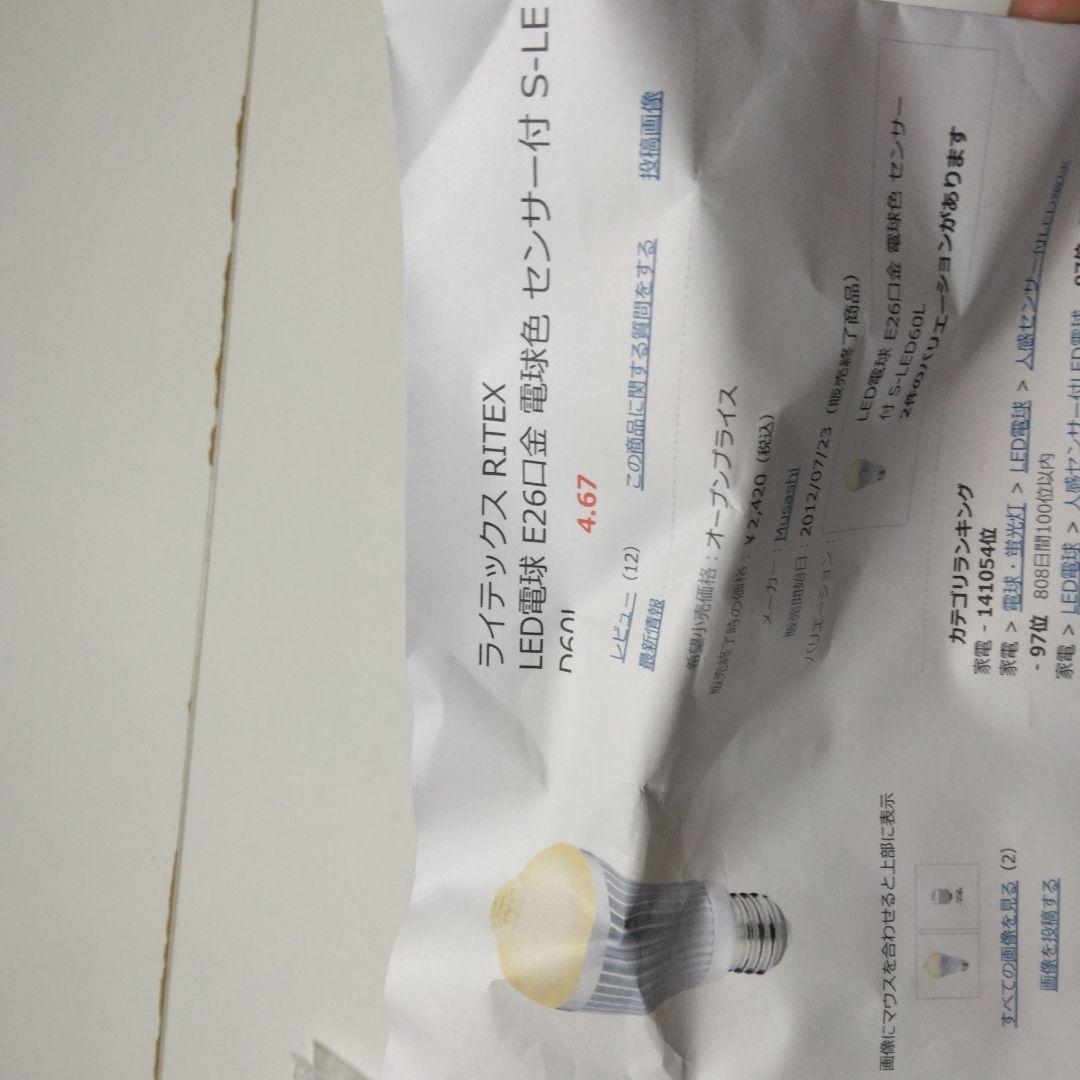 ライテックス RITEX
LED電球 E26口金 電球色 センサー付 S-LE
D60L
4.67
レビュー (12)
この商品に関する質問をする
投稿画像
最新情報
希望小売価格：オープンプライス
販売終了時の価格：￥2,420（税込）
メーカー：Musashi
販売開始日：2012/07/23（販売終了商品）
バリエーション：
LED電球 E26口金 電球色 センサー
付 S-LED60L
2件のバリエーションがあります
カテゴリランキング
家電 - 141054位
家電 > 電球・蛍光灯 > LED電球 > 人感センサー付LED電球
- 97位 808日間100位以内
家電 > LED電球 > 人感センサー付LED電球
画像にマウスを合わせると上部に表示
すべての画像を見る (2)
画像を投稿する